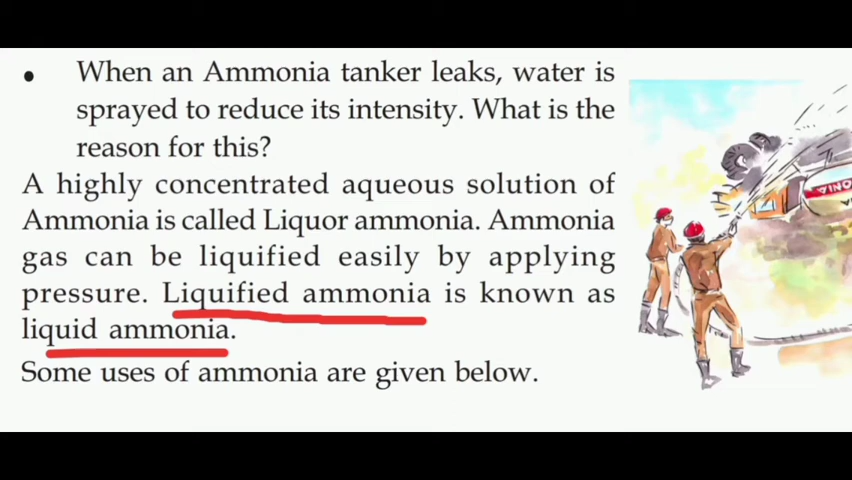 • When an Ammonia tanker leaks, water is
sprayed to reduce its intensity. What is the
reason for this?
A highly concentrated aqueous solution of
Ammonia is called Liquor ammonia. Ammonia
gas can be liquified easily by applying
pressure. Liquified ammonia is known as
liquid ammonia.
Some uses of ammonia are given below.